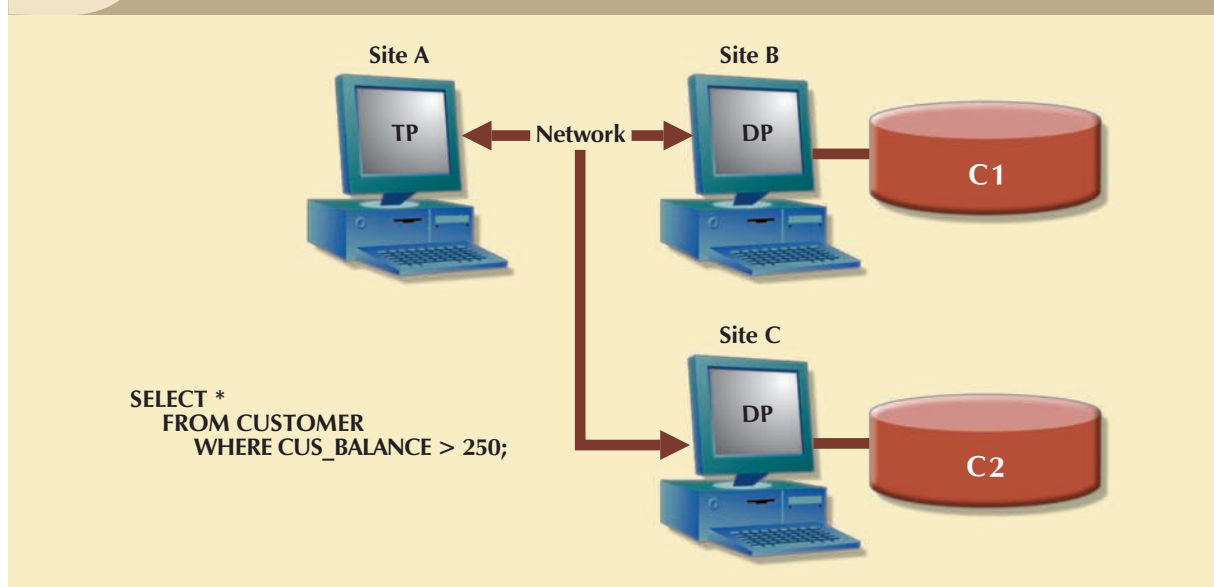 Site A
Site B
TP
Network
DP
C1
Site C
SELECT *
FROM CUSTOMER
WHERE CUS_BALANCE > 250;
DP
C2